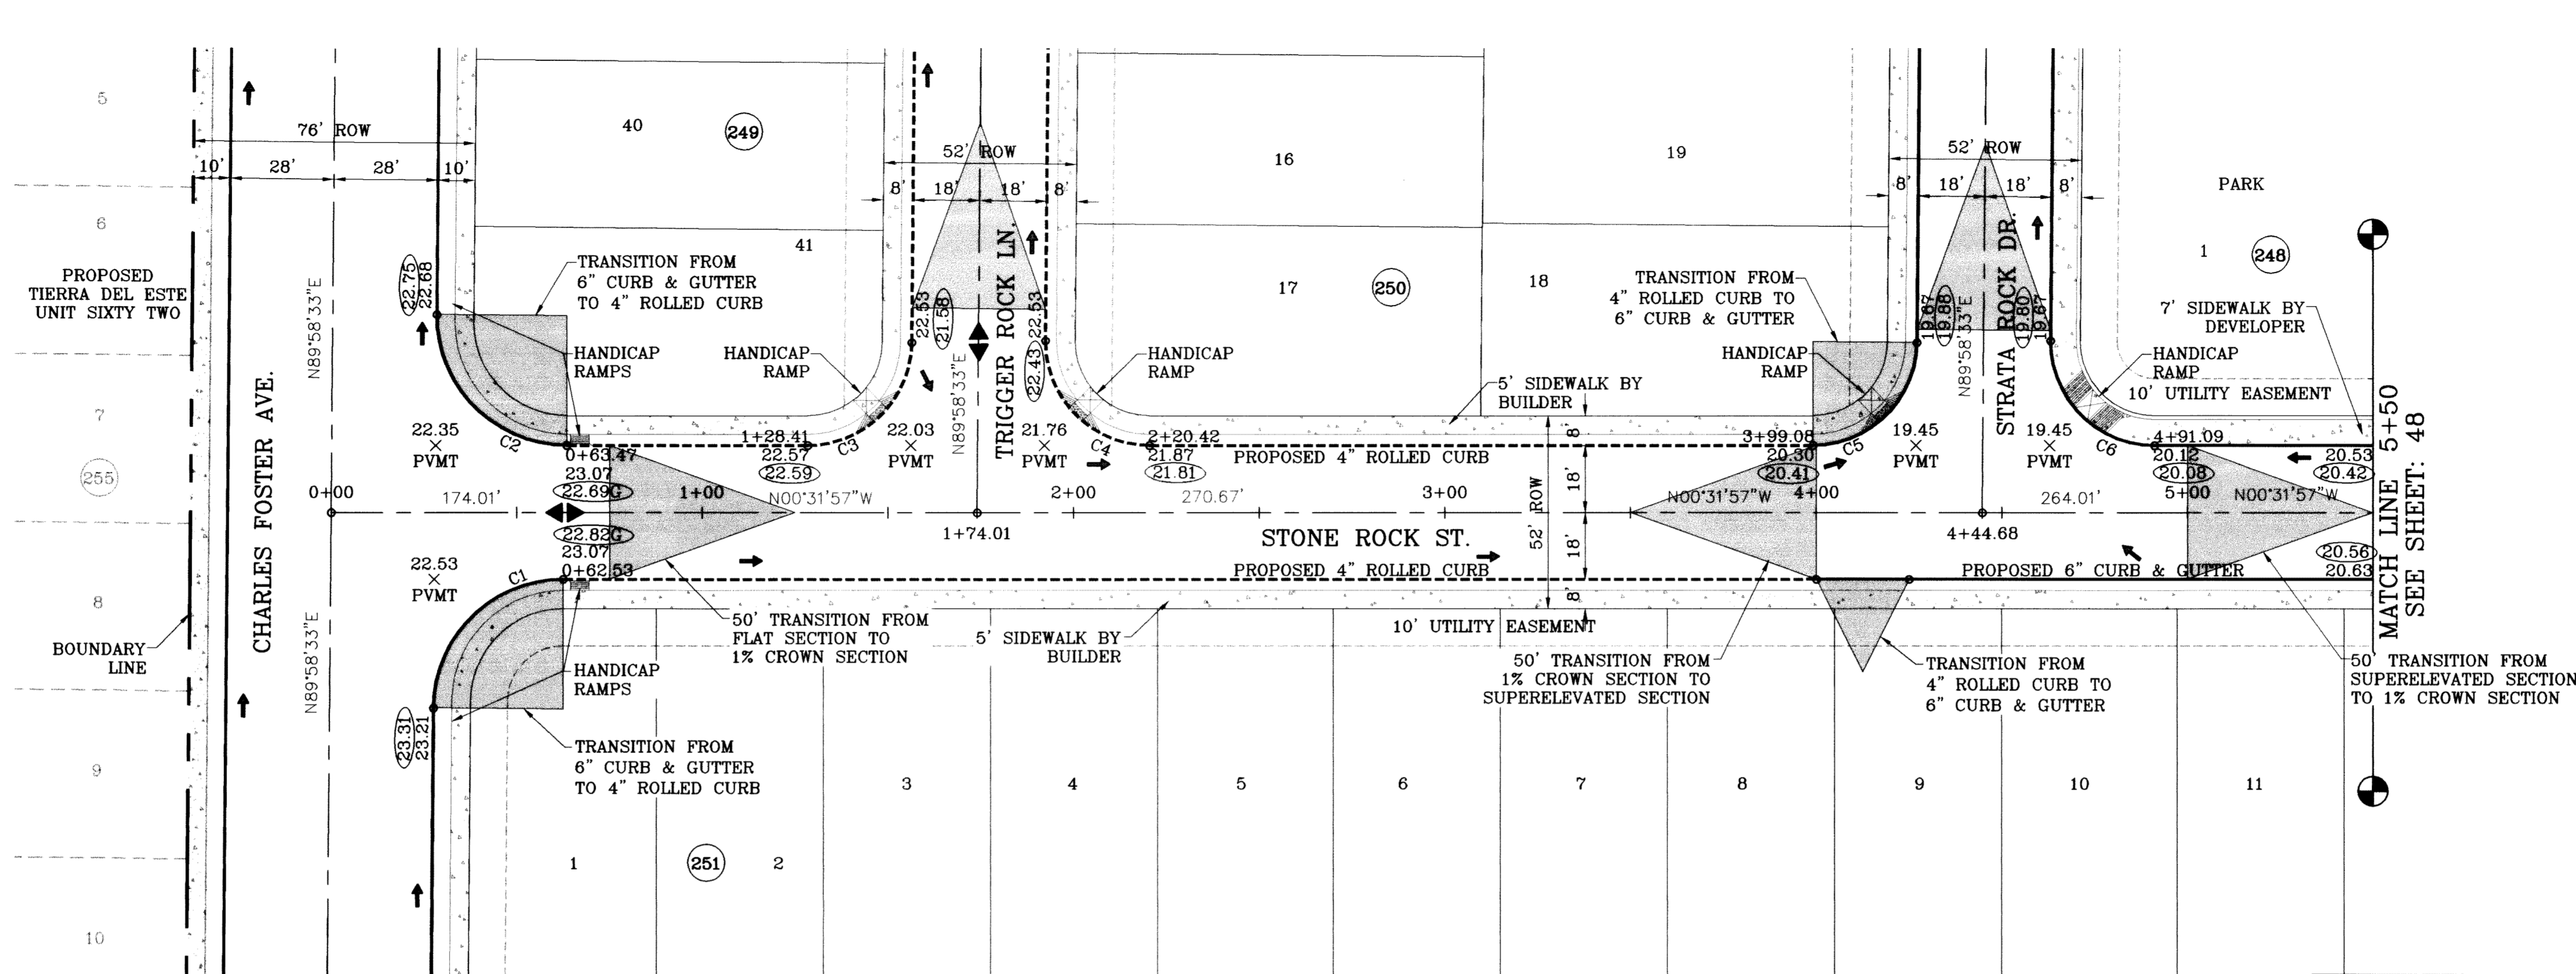 5
6
PROPOSED
TIERRA DEL ESTE
UNIT SIXTY TWO
7
255
8
BOUNDARY
LINE
9
10
76' ROW
10'
28'
28'
10'
N89°58'33"E
N89°58'33"E
CHARLES FOSTER AVE.
22.75
22.68
23.31
23.21
40
249
41
TRANSITION FROM
6" CURB & GUTTER
TO 4" ROLLED CURB
HANDICAP
RAMPS
HANDICAP
RAMP
C2
22.35
PVMT
0+63.47
23.07
22.69G
0+00
174.01'
1+00
N00°31'57"W
22.82G
23.07
0+62.53
22.53
PVMT
C1
1+28.41
22.57
22.59
C3
22.03
PVMT
52' ROW
8'
18'
18'
8'
22.53
21.58
22.53
22.43
N89°58'33"E
TRIGGER ROCK LN.
HANDICAP
RAMP
21.76
PVMT
C4
2+20.42
21.87
21.81
1+74.01
2+00
270.67'
3+00
50' TRANSITION FROM
FLAT SECTION TO
1% CROWN SECTION
HANDICAP
RAMPS
TRANSITION FROM
6" CURB & GUTTER
TO 4" ROLLED CURB
16
17
250
18
19
5' SIDEWALK BY
BUILDER
PROPOSED 4" ROLLED CURB
STONE ROCK ST.
PROPOSED 4" ROLLED CURB
52' ROW
8'
18'
18'
8'
5' SIDEWALK BY
BUILDER
10' UTILITY EASEMENT
TRANSITION FROM
4" ROLLED CURB TO
6" CURB & GUTTER
HANDICAP
RAMP
3+99.08
20.30
20.41
C5
19.45
PVMT
N00°31'57"W
4+00
52' ROW
8'
18'
18'
8'
19.67
19.88
19.80
19.67
N89°58'33"E
STRATA ROCK DR.
19.45
PVMT
C6
PARK
1
248
7' SIDEWALK BY
DEVELOPER
HANDICAP
RAMP
10' UTILITY EASEMENT
4+91.09
20.12
20.08
20.53
20.42
264.01'
5+00
N00°31'57"W
4+44.68
20.56
20.63
PROPOSED 6" CURB & GUTTER
MATCH LINE 5+50
SEE SHEET: 48
50' TRANSITION FROM
1% CROWN SECTION TO
SUPERELEVATED SECTION
TRANSITION FROM
4" ROLLED CURB TO
6" CURB & GUTTER
50' TRANSITION FROM
SUPERELEVATED SECTION
TO 1% CROWN SECTION
1
251
2
3
4
5
6
7
8
9
10
11